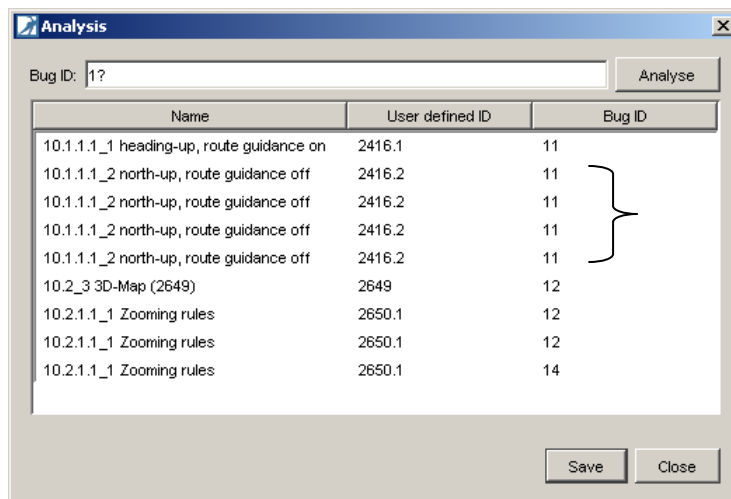 Analysis
Bug ID: 1? Analyse
Name User defined ID Bug ID
10.1.1.1_1 heading-up, route guidance on 2416.1 11
10.1.1.1_2 north-up, route guidance off 2416.2 11
10.1.1.1_2 north-up, route guidance off 2416.2 11
10.1.1.1_2 north-up, route guidance off 2416.2 11
10.1.1.1_2 north-up, route guidance off 2416.2 11
10.2_3 3D-Map (2649) 2649 12
10.2.1.1_1 Zooming rules 2650.1 12
10.2.1.1_1 Zooming rules 2650.1 12
10.2.1.1_1 Zooming rules 2650.1 14
Save Close